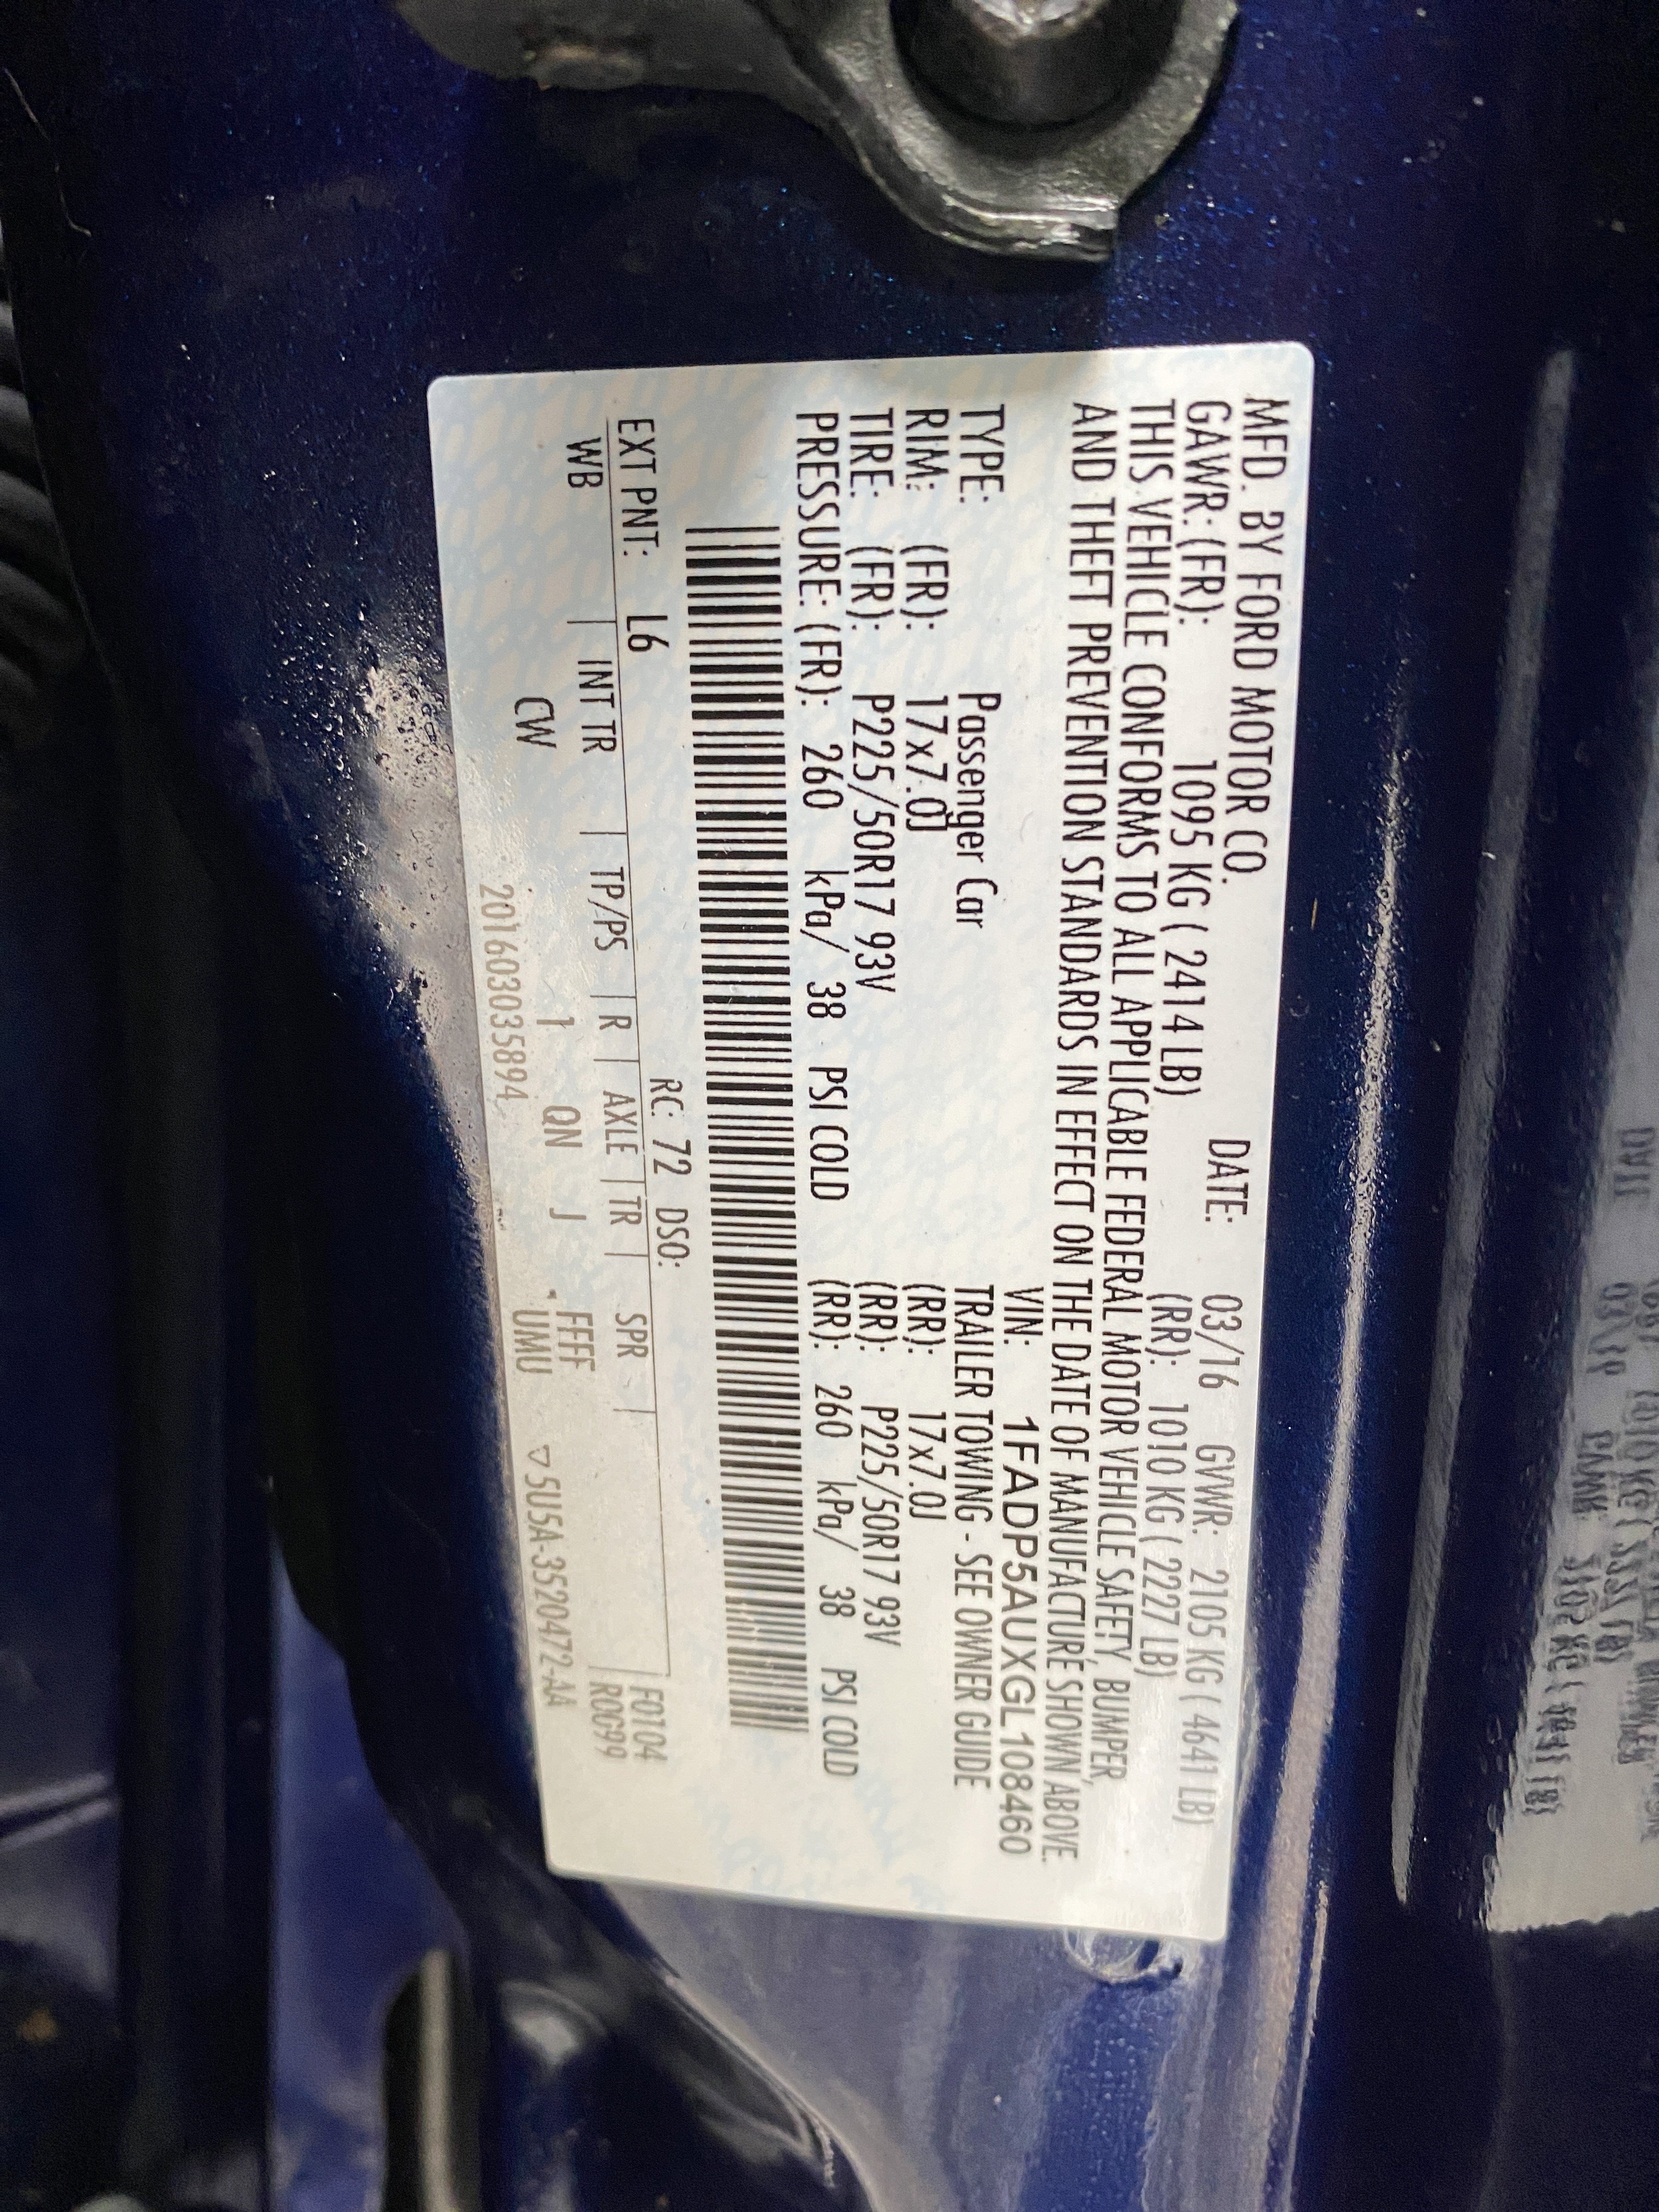 MFD. BY FORD MOTOR CO.
DATE: 03/16 GVWR: 2105 KG ( 4641 LB)
GAWR: (FR): 1095 KG ( 2414 LB) (RR): 1010 KG ( 2227 LB)
THIS VEHICLE CONFORMS TO ALL APPLICABLE FEDERAL MOTOR VEHICLE SAFETY, BUMPER,
AND THEFT PREVENTION STANDARDS IN EFFECT ON THE DATE OF MANUFACTURE SHOWN ABOVE.
VIN: 1FADP5AUXGL108460
TYPE: Passenger Car TRAILER TOWING - SEE OWNER GUIDE
RIM: (FR): 17x7.0J (RR): 17x7.0J
TIRE: (FR): P225/50R17 93V (RR): P225/50R17 93V
PRESSURE: (FR): 260 kPa/ 38 PSI COLD (RR): 260 kPa/ 38 PSI COLD
EXT PNT: L6 RC: 72 DSO:
F0104
WB | INT TR | TP/PS | R | AXLE | TR | SPR |
R0G99
CW 1 QN J FFFF
UMU
▽5U5A-3520472-AA
20160303 5894